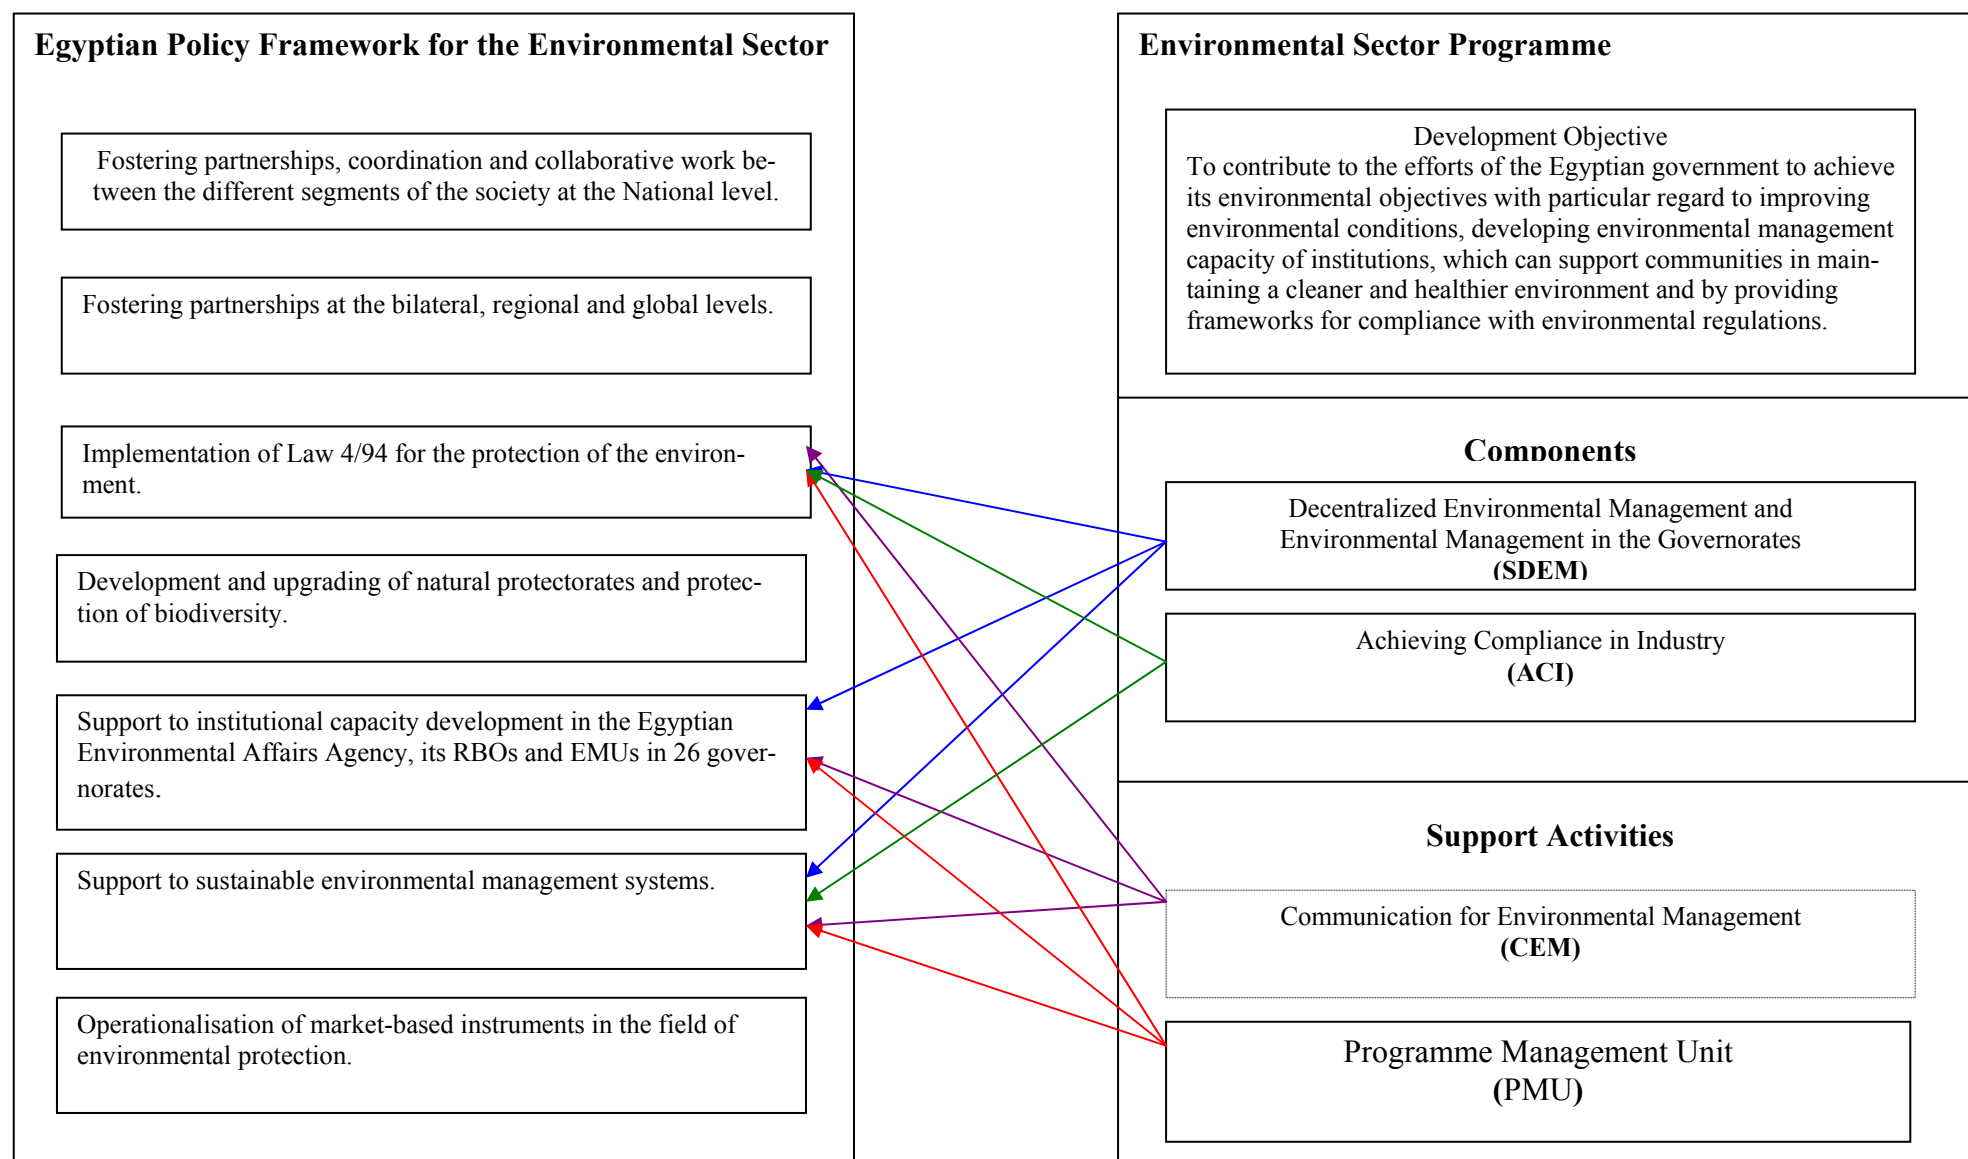 Egyptian Policy Framework for the Environmental Sector
Fostering partnerships, coordination and collaborative work be-
tween the different segments of the society at the National level.
Fostering partnerships at the bilateral, regional and global levels.
Implementation of Law 4/94 for the protection of the environ-
ment.
Development and upgrading of natural protectorates and protec-
tion of biodiversity.
Support to institutional capacity development in the Egyptian
Environmental Affairs Agency, its RBOs and EMUs in 26 gover-
norates.
Support to sustainable environmental management systems.
Operationalisation of market-based instruments in the field of
environmental protection.
Environmental Sector Programme
Development Objective
To contribute to the efforts of the Egyptian government to achieve
its environmental objectives with particular regard to improving
environmental conditions, developing environmental management
capacity of institutions, which can support communities in main-
taining a cleaner and healthier environment and by providing
frameworks for compliance with environmental regulations.
Components
Decentralized Environmental Management and
Environmental Management in the Governorates
(SDEM)
Achieving Compliance in Industry
(ACI)
Support Activities
Communication for Environmental Management
(CEM)
Programme Management Unit
(PMU)